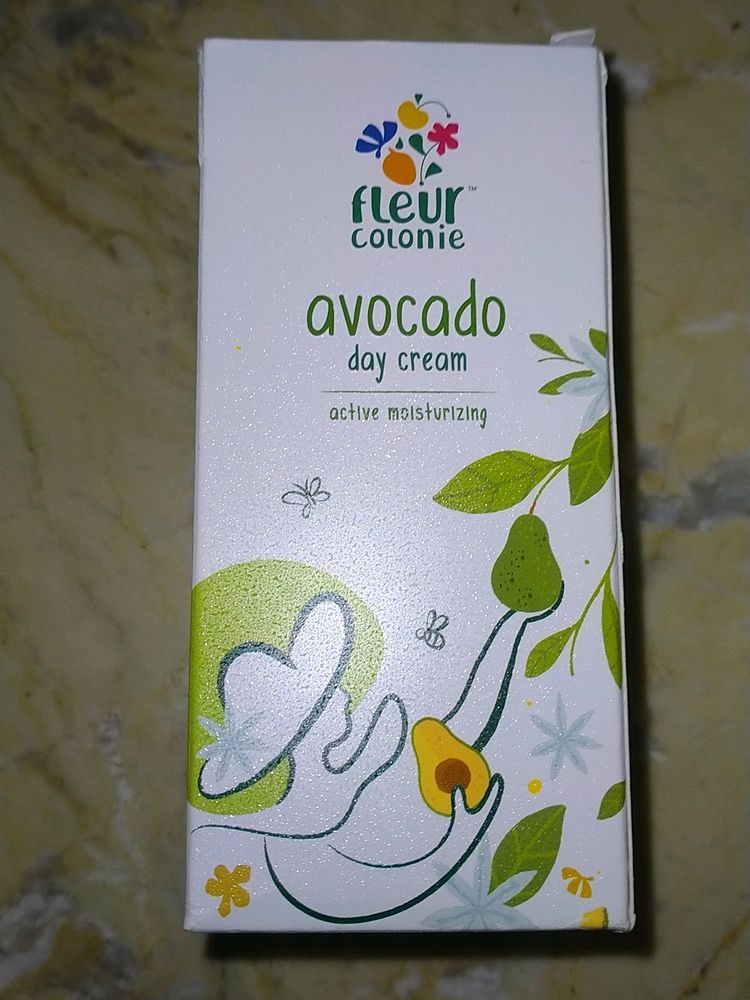 fleur™
colonie
avocado
day cream
active moisturizing